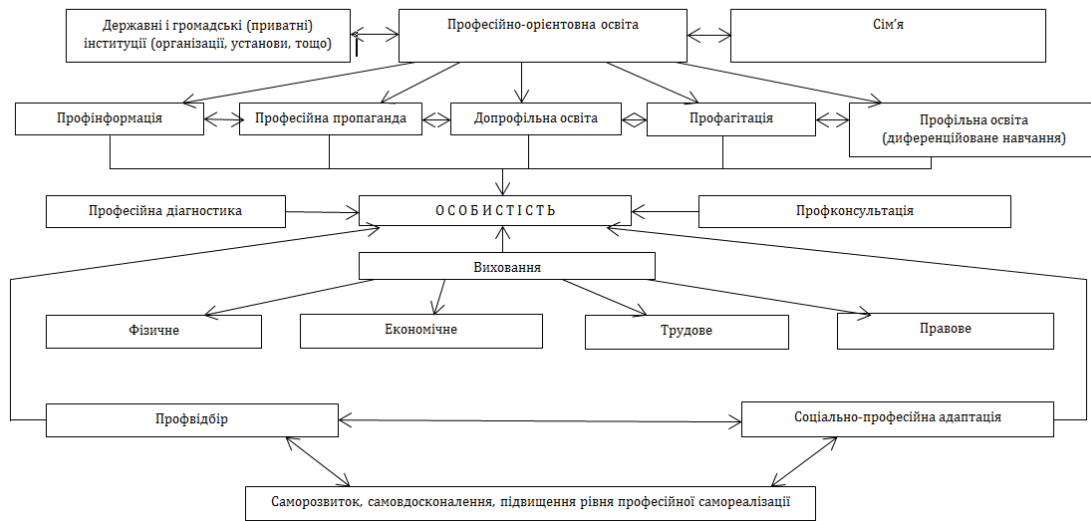 Державні і громадські (приватні)
інституції (організації, установи, тощо)
Професійно-орієнтовна освіта
Сім’я
Профінформація
Професійна пропаганда
Допрофільна освіта
Профагітація
Профільна освіта
(диференційоване навчання)
Професійна діагностика
О С О Б И С Т І С Т Ь
Профконсультація
Виховання
Фізичне
Економічне
Трудове
Правове
Профвідбір
Соціально-професійна адаптація
Саморозвиток, самовдосконалення, підвищення рівня професійної самореалізації